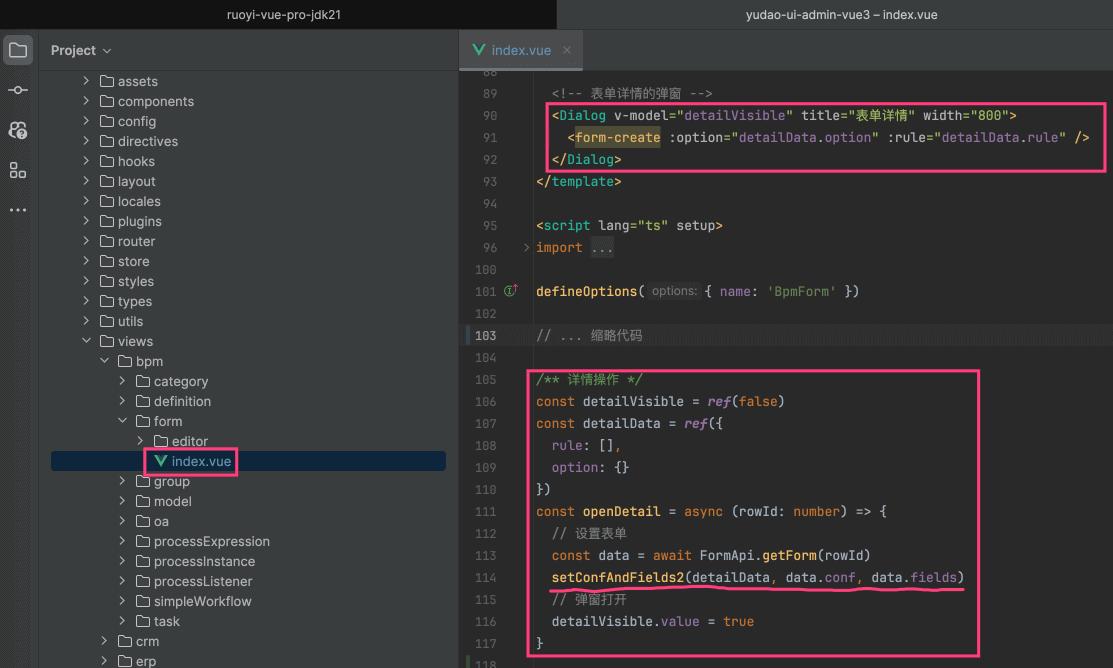 ruoyi-vue-pro-jdk21
yudao-ui-admin-vue3 – index.vue
Project
assets
components
config
directives
hooks
layout
locales
plugins
router
store
styles
types
utils
views
bpm
category
definition
form
editor
index.vue
group
model
oa
processExpression
processInstance
processListener
simpleWorkflow
task
crm
erp
index.vue ×
88
89 <!-- 表单详情的弹窗 -->
90 <Dialog v-model="detailVisible" title="表单详情" width="800">
91 <form-create :option="detailData.option" :rule="detailData.rule" />
92 </Dialog>
93 </template>
94
95 <script lang="ts" setup>
96 import ...
100
101 defineOptions( options: { name: 'BpmForm' })
102
103 // ... 缩略代码
104
105 /** 详情操作 */
106 const detailVisible = ref(false)
107 const detailData = ref({
108 rule: [],
109 option: {}
110 })
111 const openDetail = async (rowId: number) => {
112 // 设置表单
113 const data = await FormApi.getForm(rowId)
114 setConfAndFields2(detailData, data.conf, data.fields)
115 // 弹窗打开
116 detailVisible.value = true
117 }
118